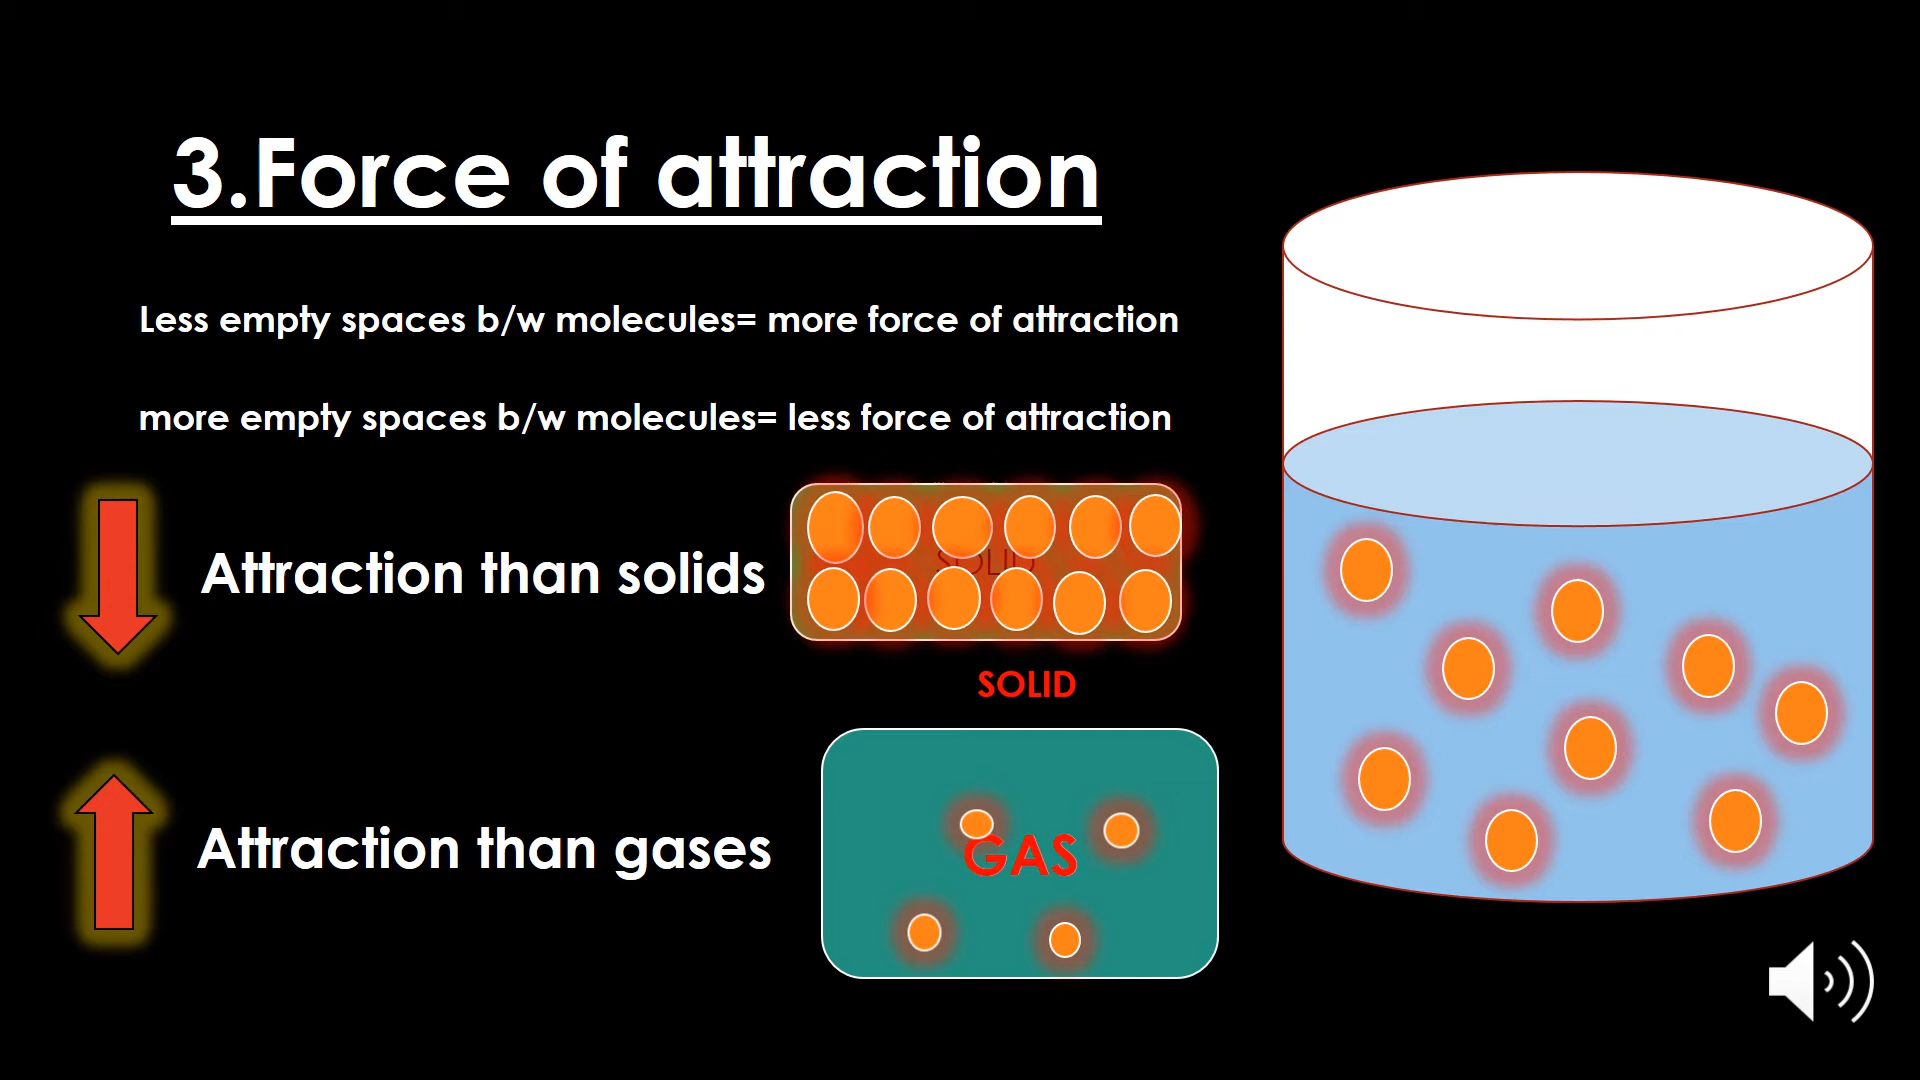 3.Force of attraction
Less empty spaces b/w molecules= more force of attraction
more empty spaces b/w molecules= less force of attraction
Attraction than solids
SOLID
SOLID
Attraction than gases
GAS